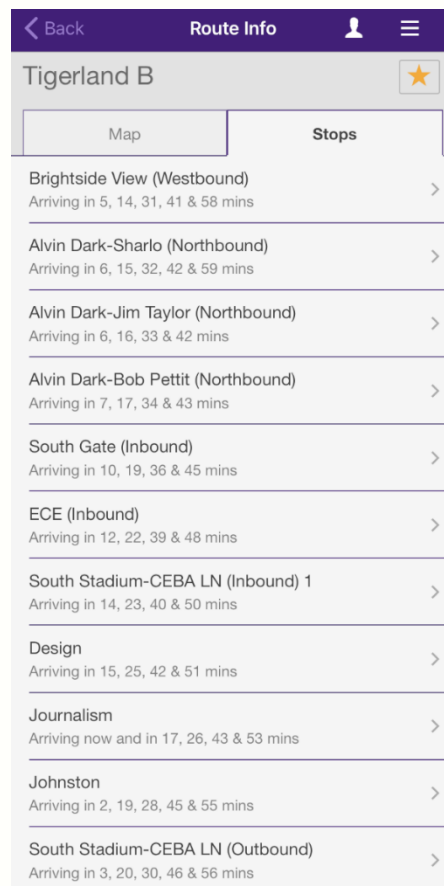 Back
Route Info
Tigerland B
Map
Stops
Brightside View (Westbound)
Arriving in 5, 14, 31, 41 & 58 mins
Alvin Dark-Sharlo (Northbound)
Arriving in 6, 15, 32, 42 & 59 mins
Alvin Dark-Jim Taylor (Northbound)
Arriving in 6, 16, 33 & 42 mins
Alvin Dark-Bob Pettit (Northbound)
Arriving in 7, 17, 34 & 43 mins
South Gate (Inbound)
Arriving in 10, 19, 36 & 45 mins
ECE (Inbound)
Arriving in 12, 22, 39 & 48 mins
South Stadium-CEBA LN (Inbound) 1
Arriving in 14, 23, 40 & 50 mins
Design
Arriving in 15, 25, 42 & 51 mins
Journalism
Arriving now and in 17, 26, 43 & 53 mins
Johnston
Arriving in 2, 19, 28, 45 & 55 mins
South Stadium-CEBA LN (Outbound)
Arriving in 3, 20, 30, 46 & 56 mins